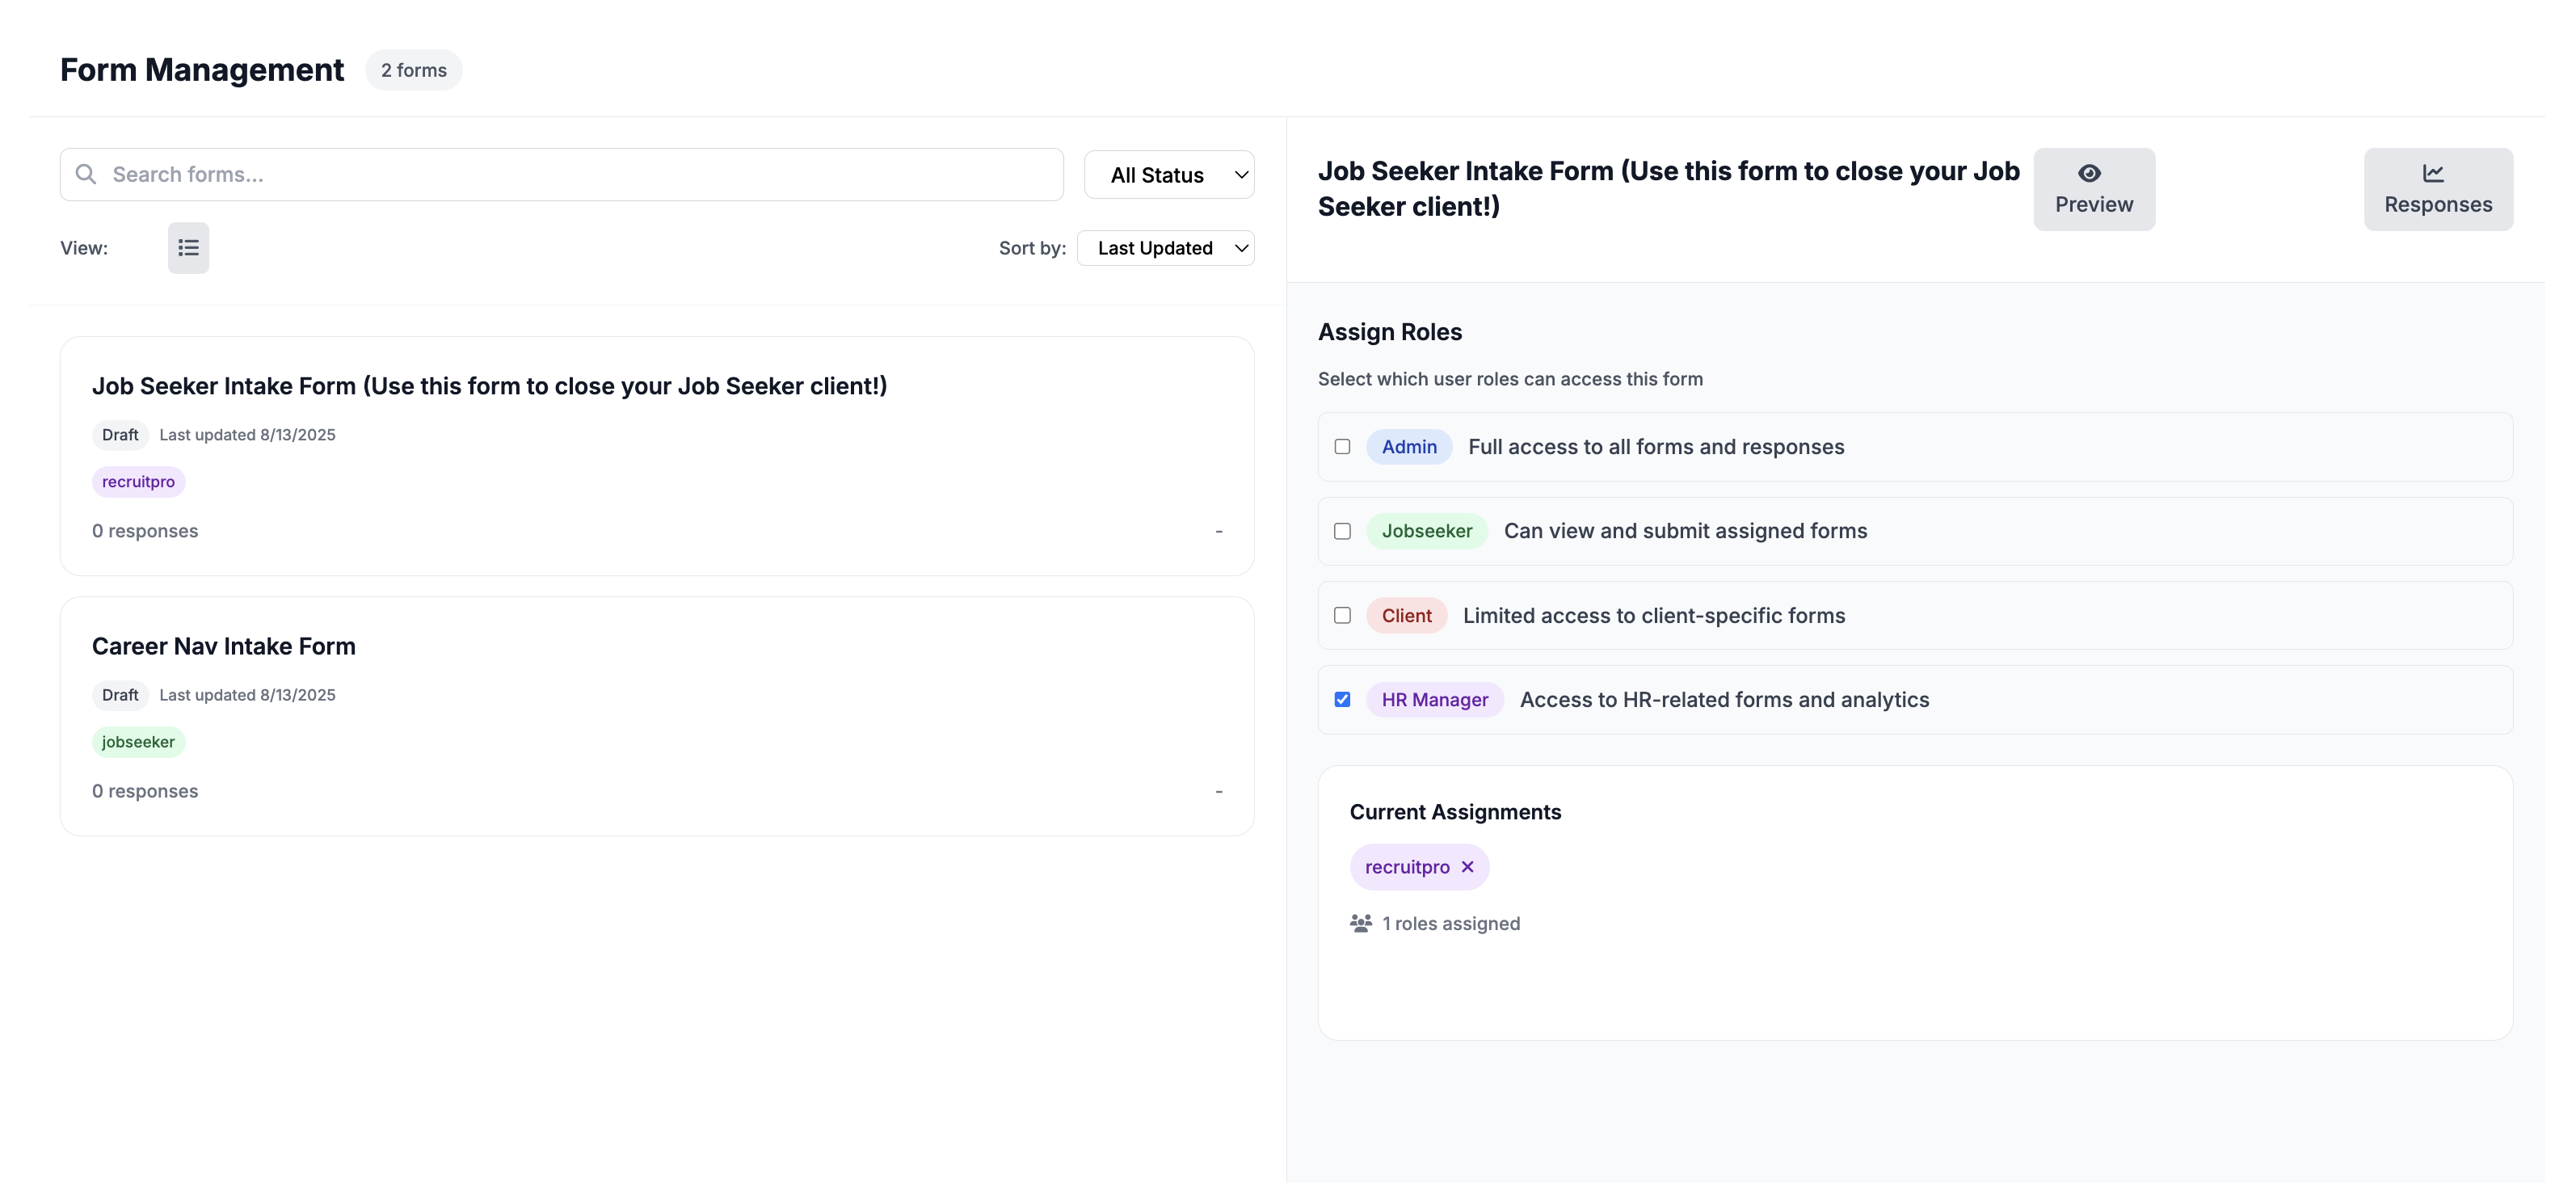 Form Management
2 forms
Search forms...
All Status
View:
Sort by:
Last Updated
Job Seeker Intake Form (Use this form to close your Job Seeker client!)
Draft
Last updated 8/13/2025
recruitpro
0 responses
-
Career Nav Intake Form
Draft
Last updated 8/13/2025
jobseeker
0 responses
-
Job Seeker Intake Form (Use this form to close your Job
Seeker client!)
Preview
Responses
Assign Roles
Select which user roles can access this form
Admin
Full access to all forms and responses
Jobseeker
Can view and submit assigned forms
Client
Limited access to client-specific forms
HR Manager
Access to HR-related forms and analytics
Current Assignments
recruitpro
1 roles assigned